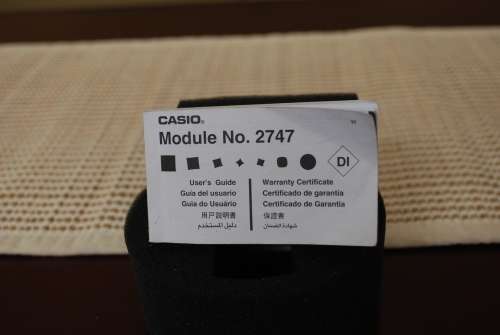 CASIO®
Module No. 2747
DI
User's Guide
Guía del usuario
Guia do Usuário
用戶說明書
دليل المستخدم
Warranty Certificate
Certificado de garantía
Certificado de Garantia
保證書
شهادة الضمان